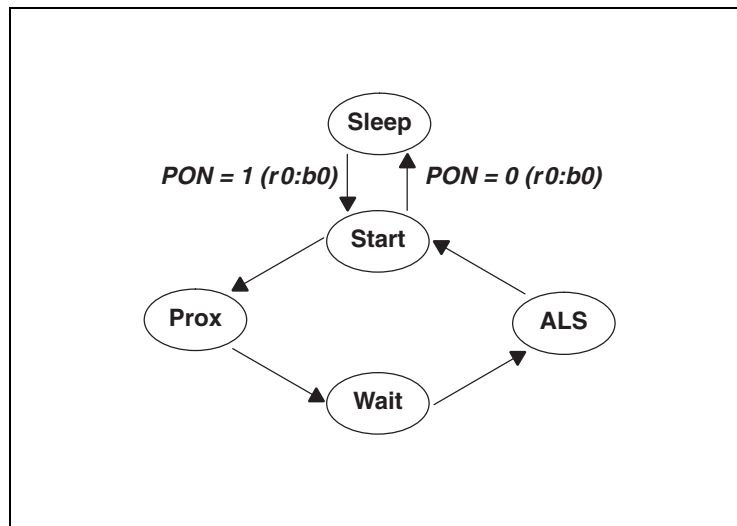 Sleep
PON = 1 (r0:b0)
PON = 0 (r0:b0)
Start
Prox
ALS
Wait